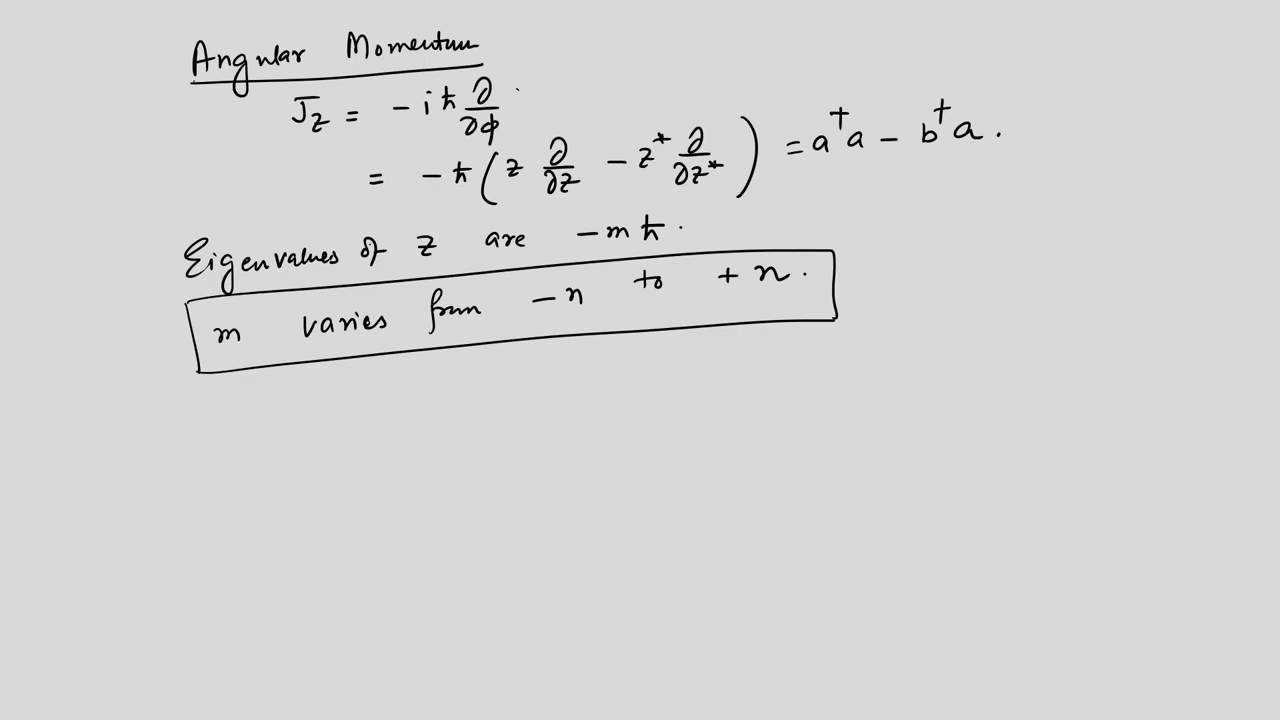 Angular Momentum
J_z = -iħ ∂/∂φ
= -ħ (z ∂/∂z - z* ∂/∂z*) = a†a - b†a.
Eigenvalues of z are -mħ.
m varies from -n to +n.